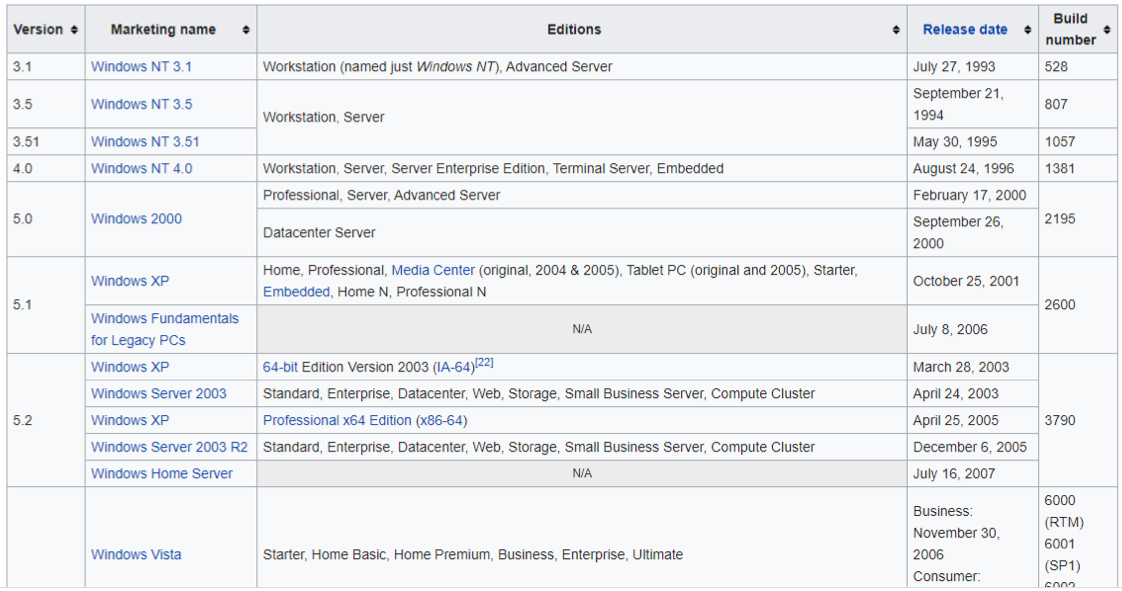 Version Marketing name Editions Release date Build
number
3.1 Windows NT 3.1 Workstation (named just Windows NT), Advanced Server July 27, 1993 528
3.5 Windows NT 3.5 Workstation, Server September 21,
1994 807
3.51 Windows NT 3.51 May 30, 1995 1057
4.0 Windows NT 4.0 Workstation, Server, Server Enterprise Edition, Terminal Server, Embedded August 24, 1996 1381
5.0 Windows 2000 Professional, Server, Advanced Server February 17, 2000 2195
Datacenter Server September 26,
2000
5.1 Windows XP Home, Professional, Media Center (original, 2004 & 2005), Tablet PC (original and 2005), Starter,
Embedded, Home N, Professional N October 25, 2001 2600
Windows Fundamentals
for Legacy PCs N/A July 8, 2006
5.2 Windows XP 64-bit Edition Version 2003 (IA-64)[22] March 28, 2003 3790
Windows Server 2003 Standard, Enterprise, Datacenter, Web, Storage, Small Business Server, Compute Cluster April 24, 2003
Windows XP Professional x64 Edition (x86-64) April 25, 2005
Windows Server 2003 R2 Standard, Enterprise, Datacenter, Web, Storage, Small Business Server, Compute Cluster December 6, 2005
Windows Home Server N/A July 16, 2007
Windows Vista Starter, Home Basic, Home Premium, Business, Enterprise, Ultimate Business:
November 30,
2006
Consumer:
6000
(RTM)
6001
(SP1)